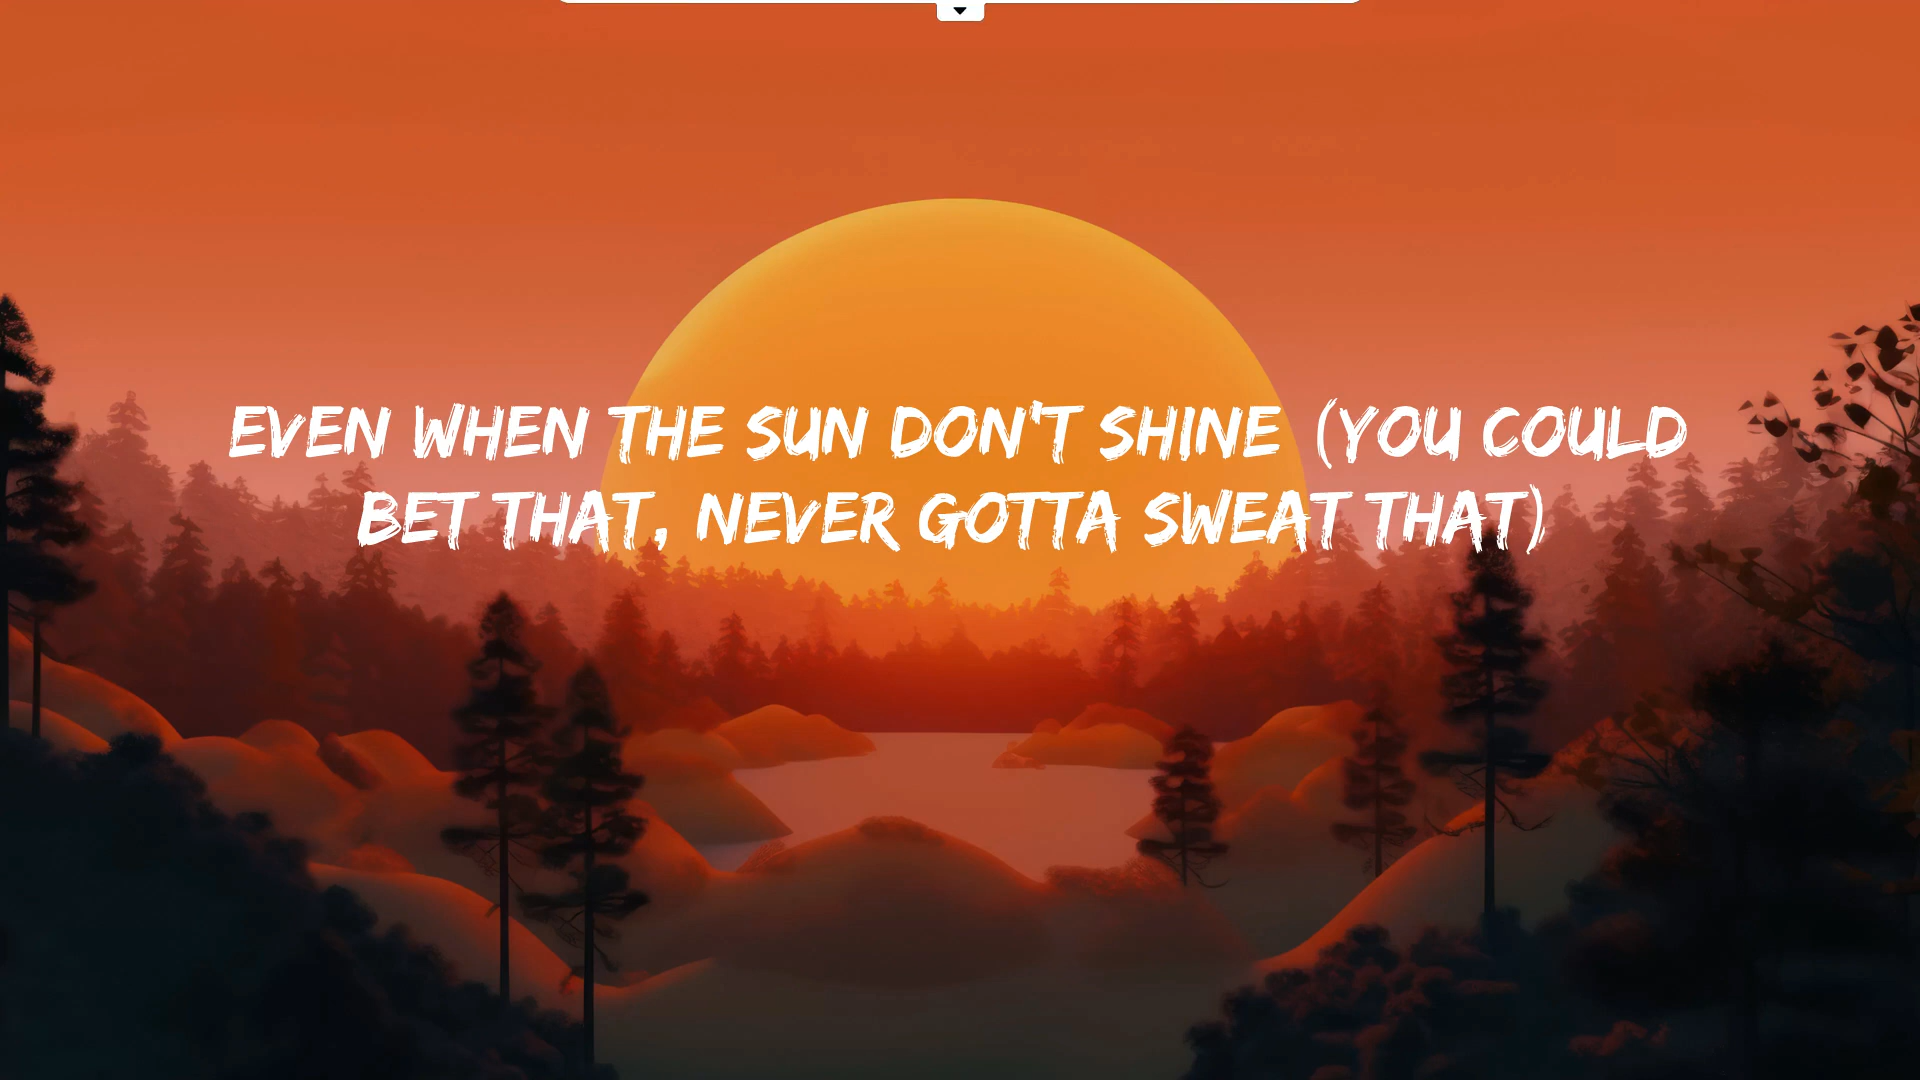 EVEN WHEN THE SUN DON'T SHINE (YOU COULD
BET THAT, NEVER GOTTA SWEAT THAT)